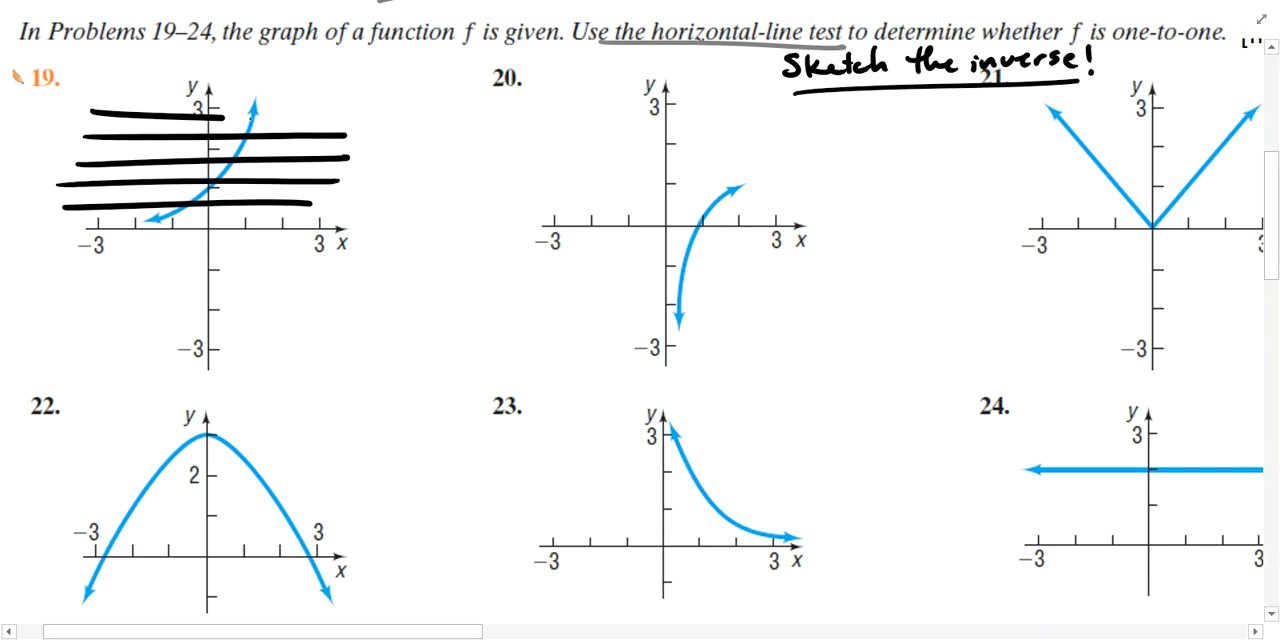 In Problems 19–24, the graph of a function f is given. Use the horizontal-line test to determine whether f is one-to-one.
Sketch the inverse!
19.
y
3
−3
3 x
−3
20.
y
3
−3
3 x
−3
21.
y
3
−3
3
−3
22.
y
2
−3
3
x
23.
y
3
−3
3 x
24.
y
3
−3
3